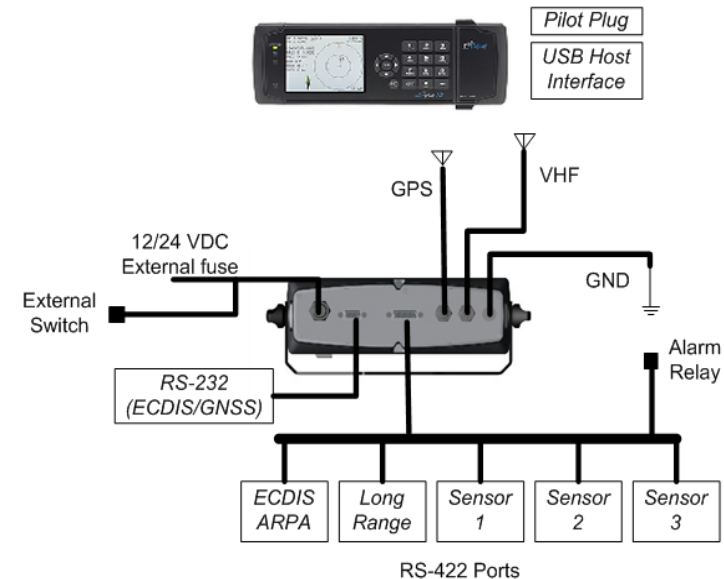 Pilot Plug
USB Host
Interface
GPS
VHF
12/24 VDC
External fuse
External
Switch
GND
Alarm
Relay
RS-232
(ECDIS/GNSS)
ECDIS
ARPA
Long
Range
Sensor
1
Sensor
2
Sensor
3
RS-422 Ports